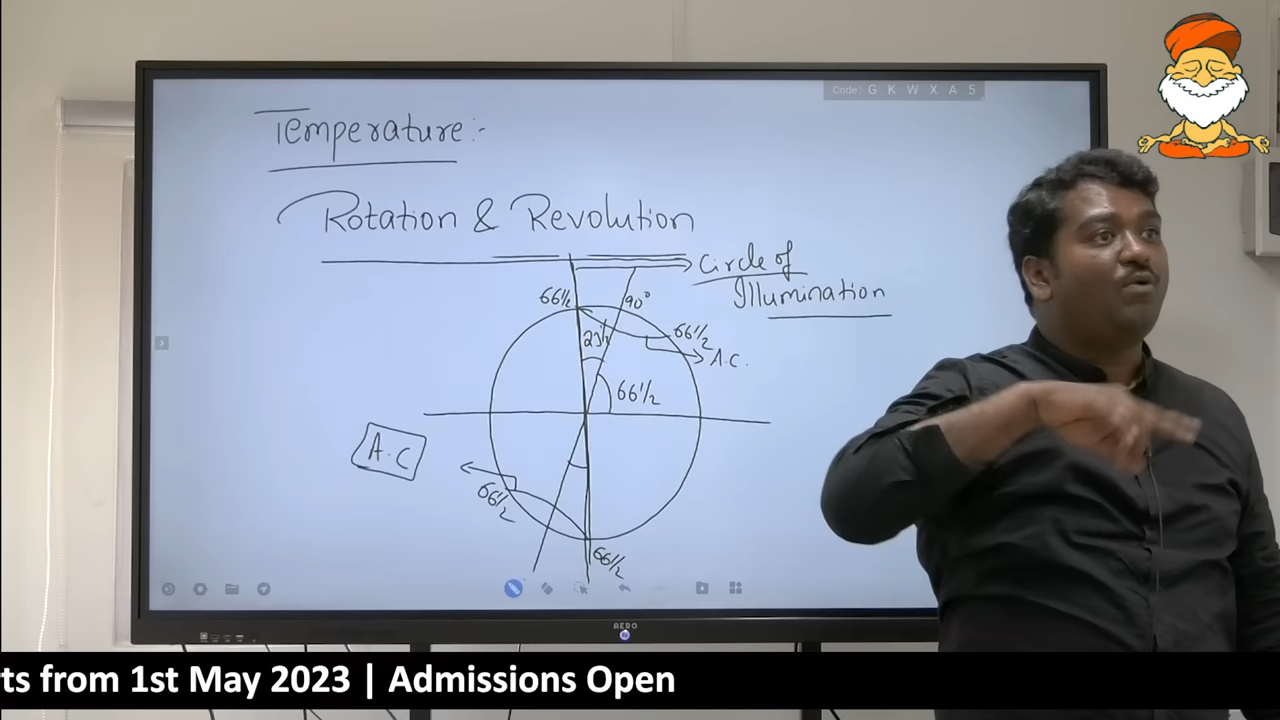 Code: G K W X A 5
Temperature:-
Rotation & Revolution
Circle of
Illumination
66½
90°
23½
66½
A.C.
66½
A.C
66½
66½
AERO
ts from 1st May 2023 | Admissions Open